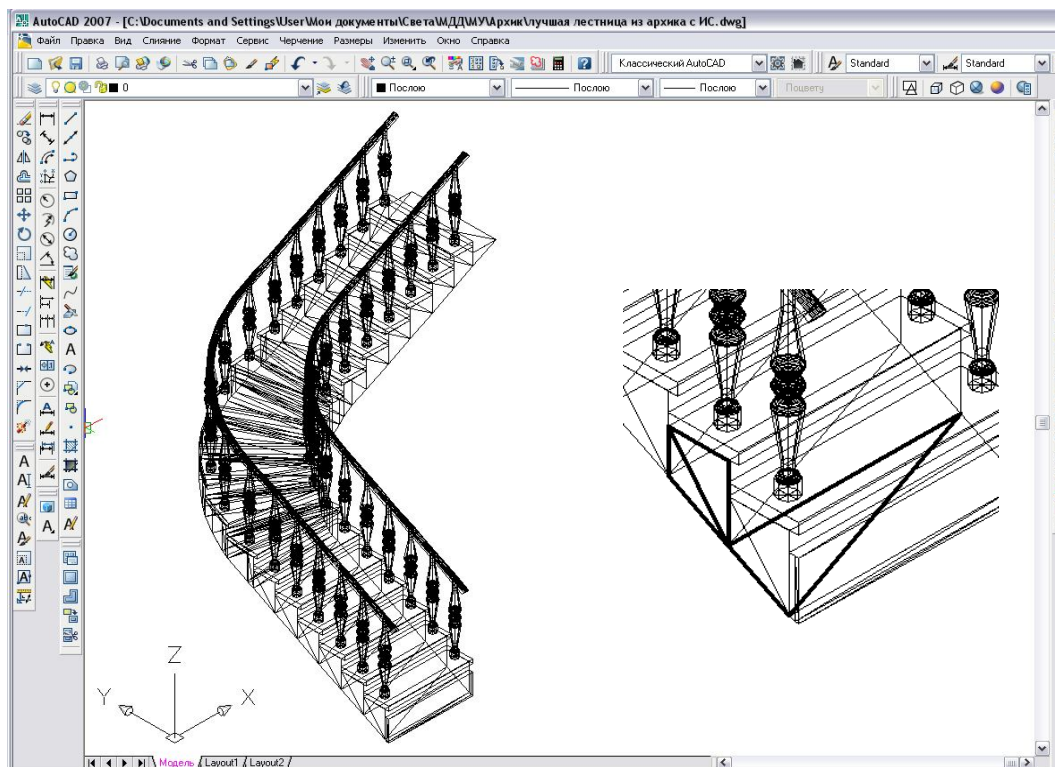 AutoCAD 2007 - [C:\Documents and Settings\User\Мои документы\Света\МДД\МУ\Архик\лучшая лестница из архика с ИС.dwg]
Файл Правка Вид Слияние Формат Сервис Черчение Размеры Изменить Окно Справка
Классический AutoCAD Standard Standard
0 Послою Послою Послою Поцвету
Z
Y X
Модель Layout1 Layout2